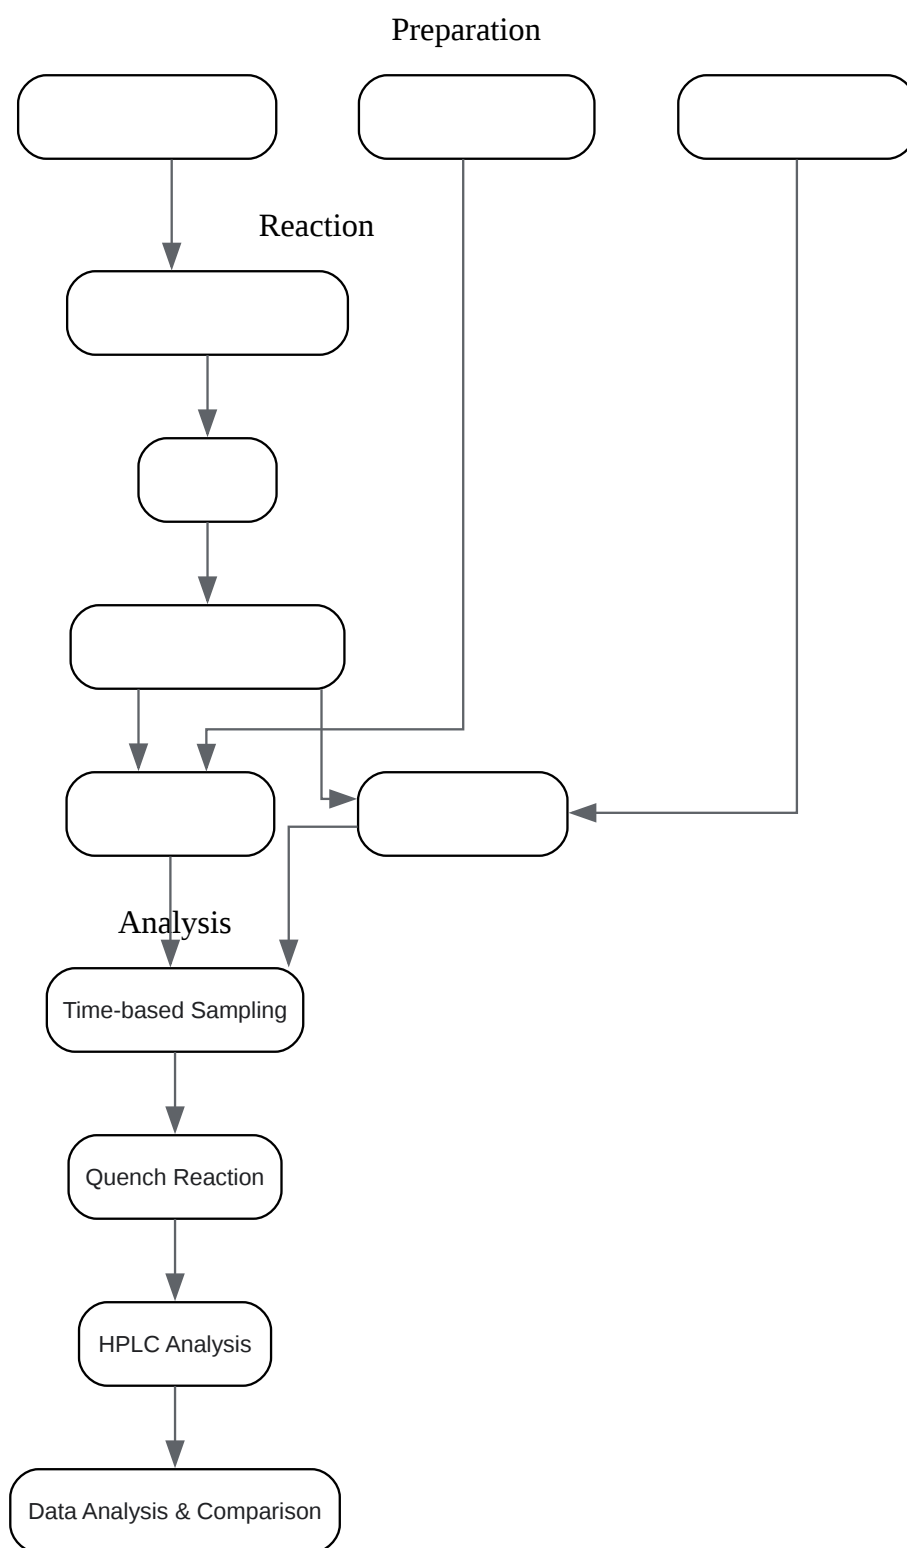 Preparation
Reaction
Analysis
Time-based Sampling
Quench Reaction
HPLC Analysis
Data Analysis & Comparison